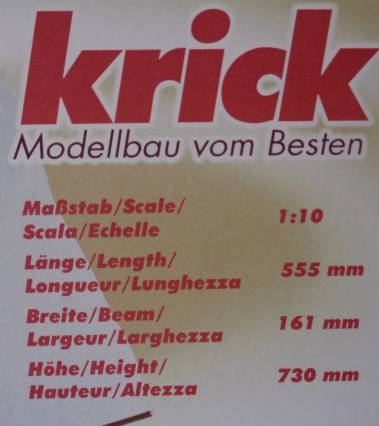 krick
Modellbau vom Besten
Maßstab/Scale/
Scala/Echelle 1:10
Länge/Length/
Longueur/Lunghezza 555 mm
Breite/Beam/
Largeur/Larghezza 161 mm
Höhe/Height/
Hauteur/Altezza 730 mm